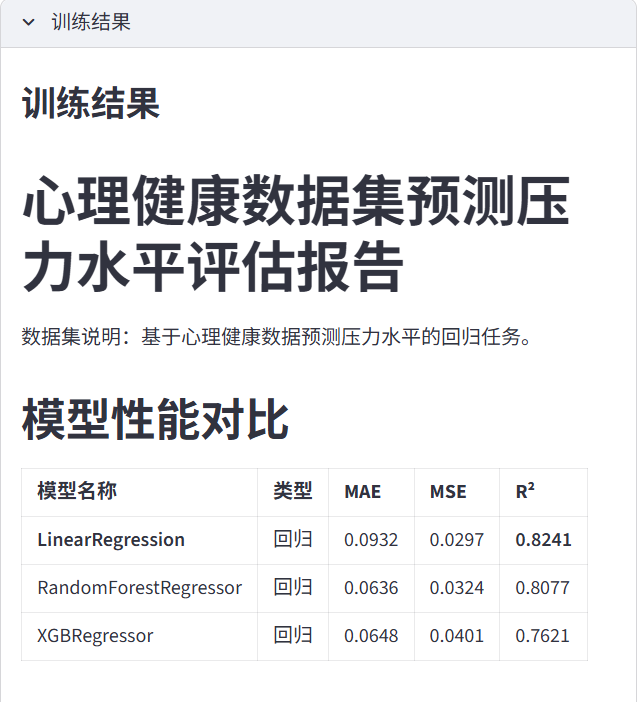 训练结果
训练结果
心理健康数据集预测压
力水平评估报告
数据集说明：基于心理健康数据预测压力水平的回归任务。
模型性能对比
模型名称 类型 MAE MSE R²
LinearRegression 回归 0.0932 0.0297 0.8241
RandomForestRegressor 回归 0.0636 0.0324 0.8077
XGBRegressor 回归 0.0648 0.0401 0.7621